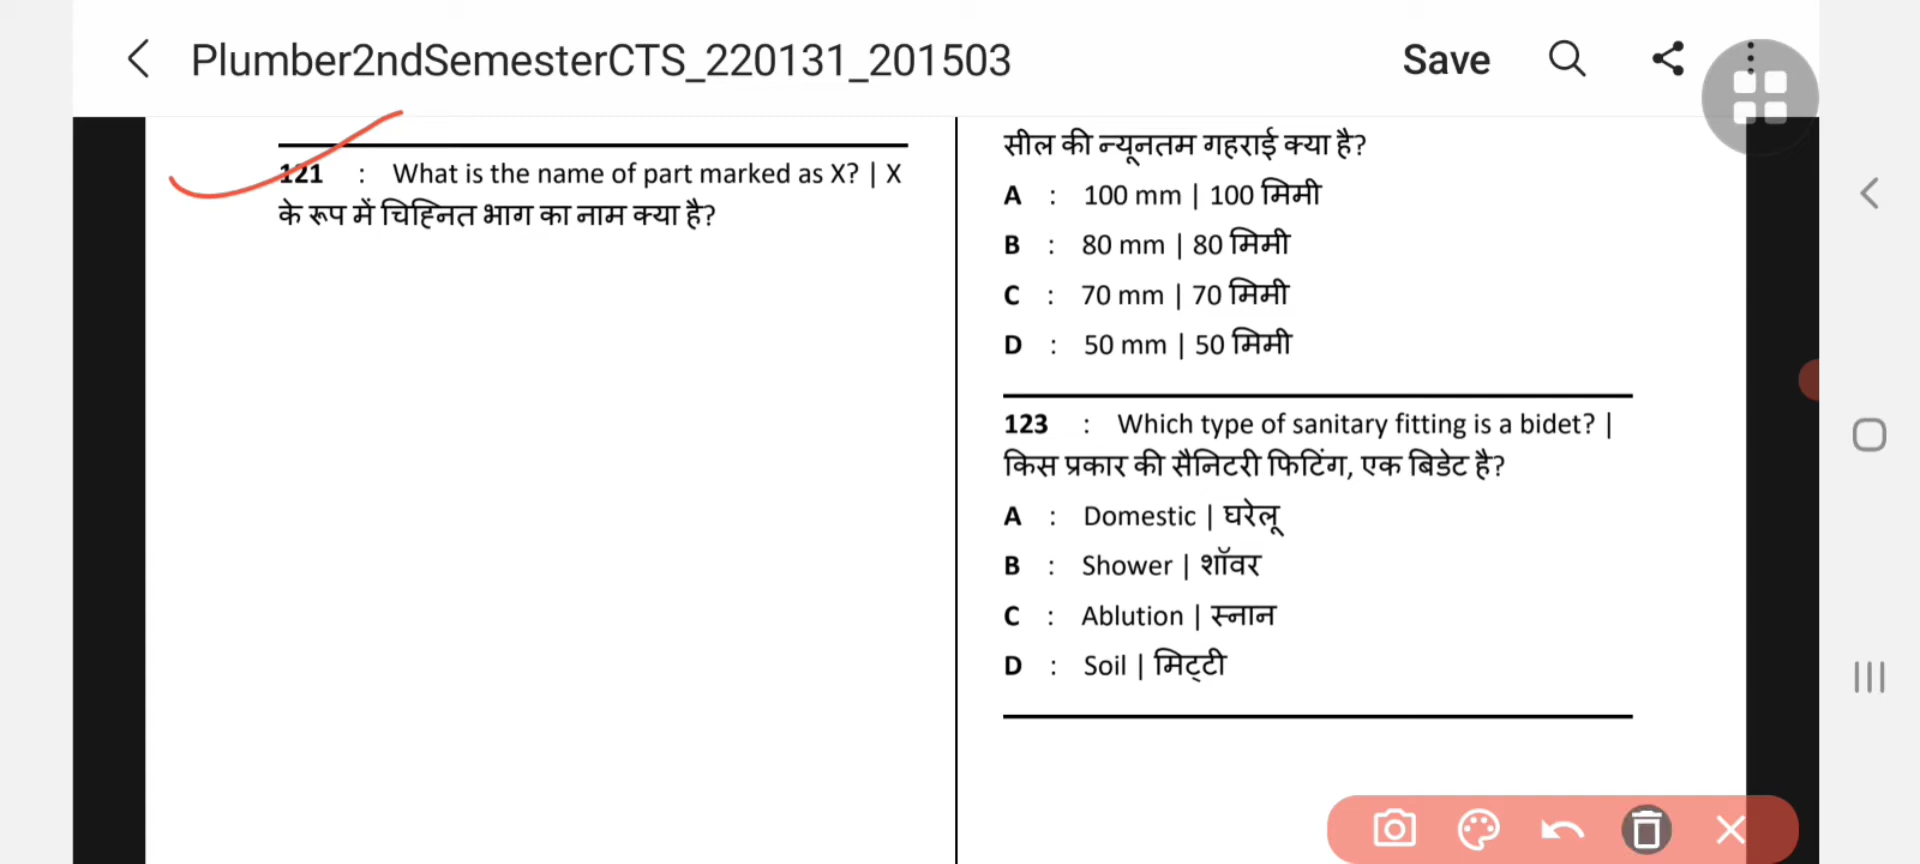 Plumber2ndSemesterCTS_220131_201503
Save
121 : What is the name of part marked as X? | X
के रूप में चिह्नित भाग का नाम क्या है?
सील की न्यूनतम गहराई क्या है?
A : 100 mm | 100 मिमी
B : 80 mm | 80 मिमी
C : 70 mm | 70 मिमी
D : 50 mm | 50 मिमी
123 : Which type of sanitary fitting is a bidet? |
किस प्रकार की सैनिटरी फिटिंग, एक बिडेट है?
A : Domestic | घरेलू
B : Shower | शॉवर
C : Ablution | स्नान
D : Soil | मिट्टी